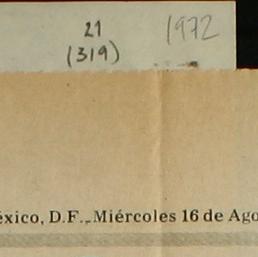 21 1972
(319)
éxico, D.F., Miércoles 16 de Ago